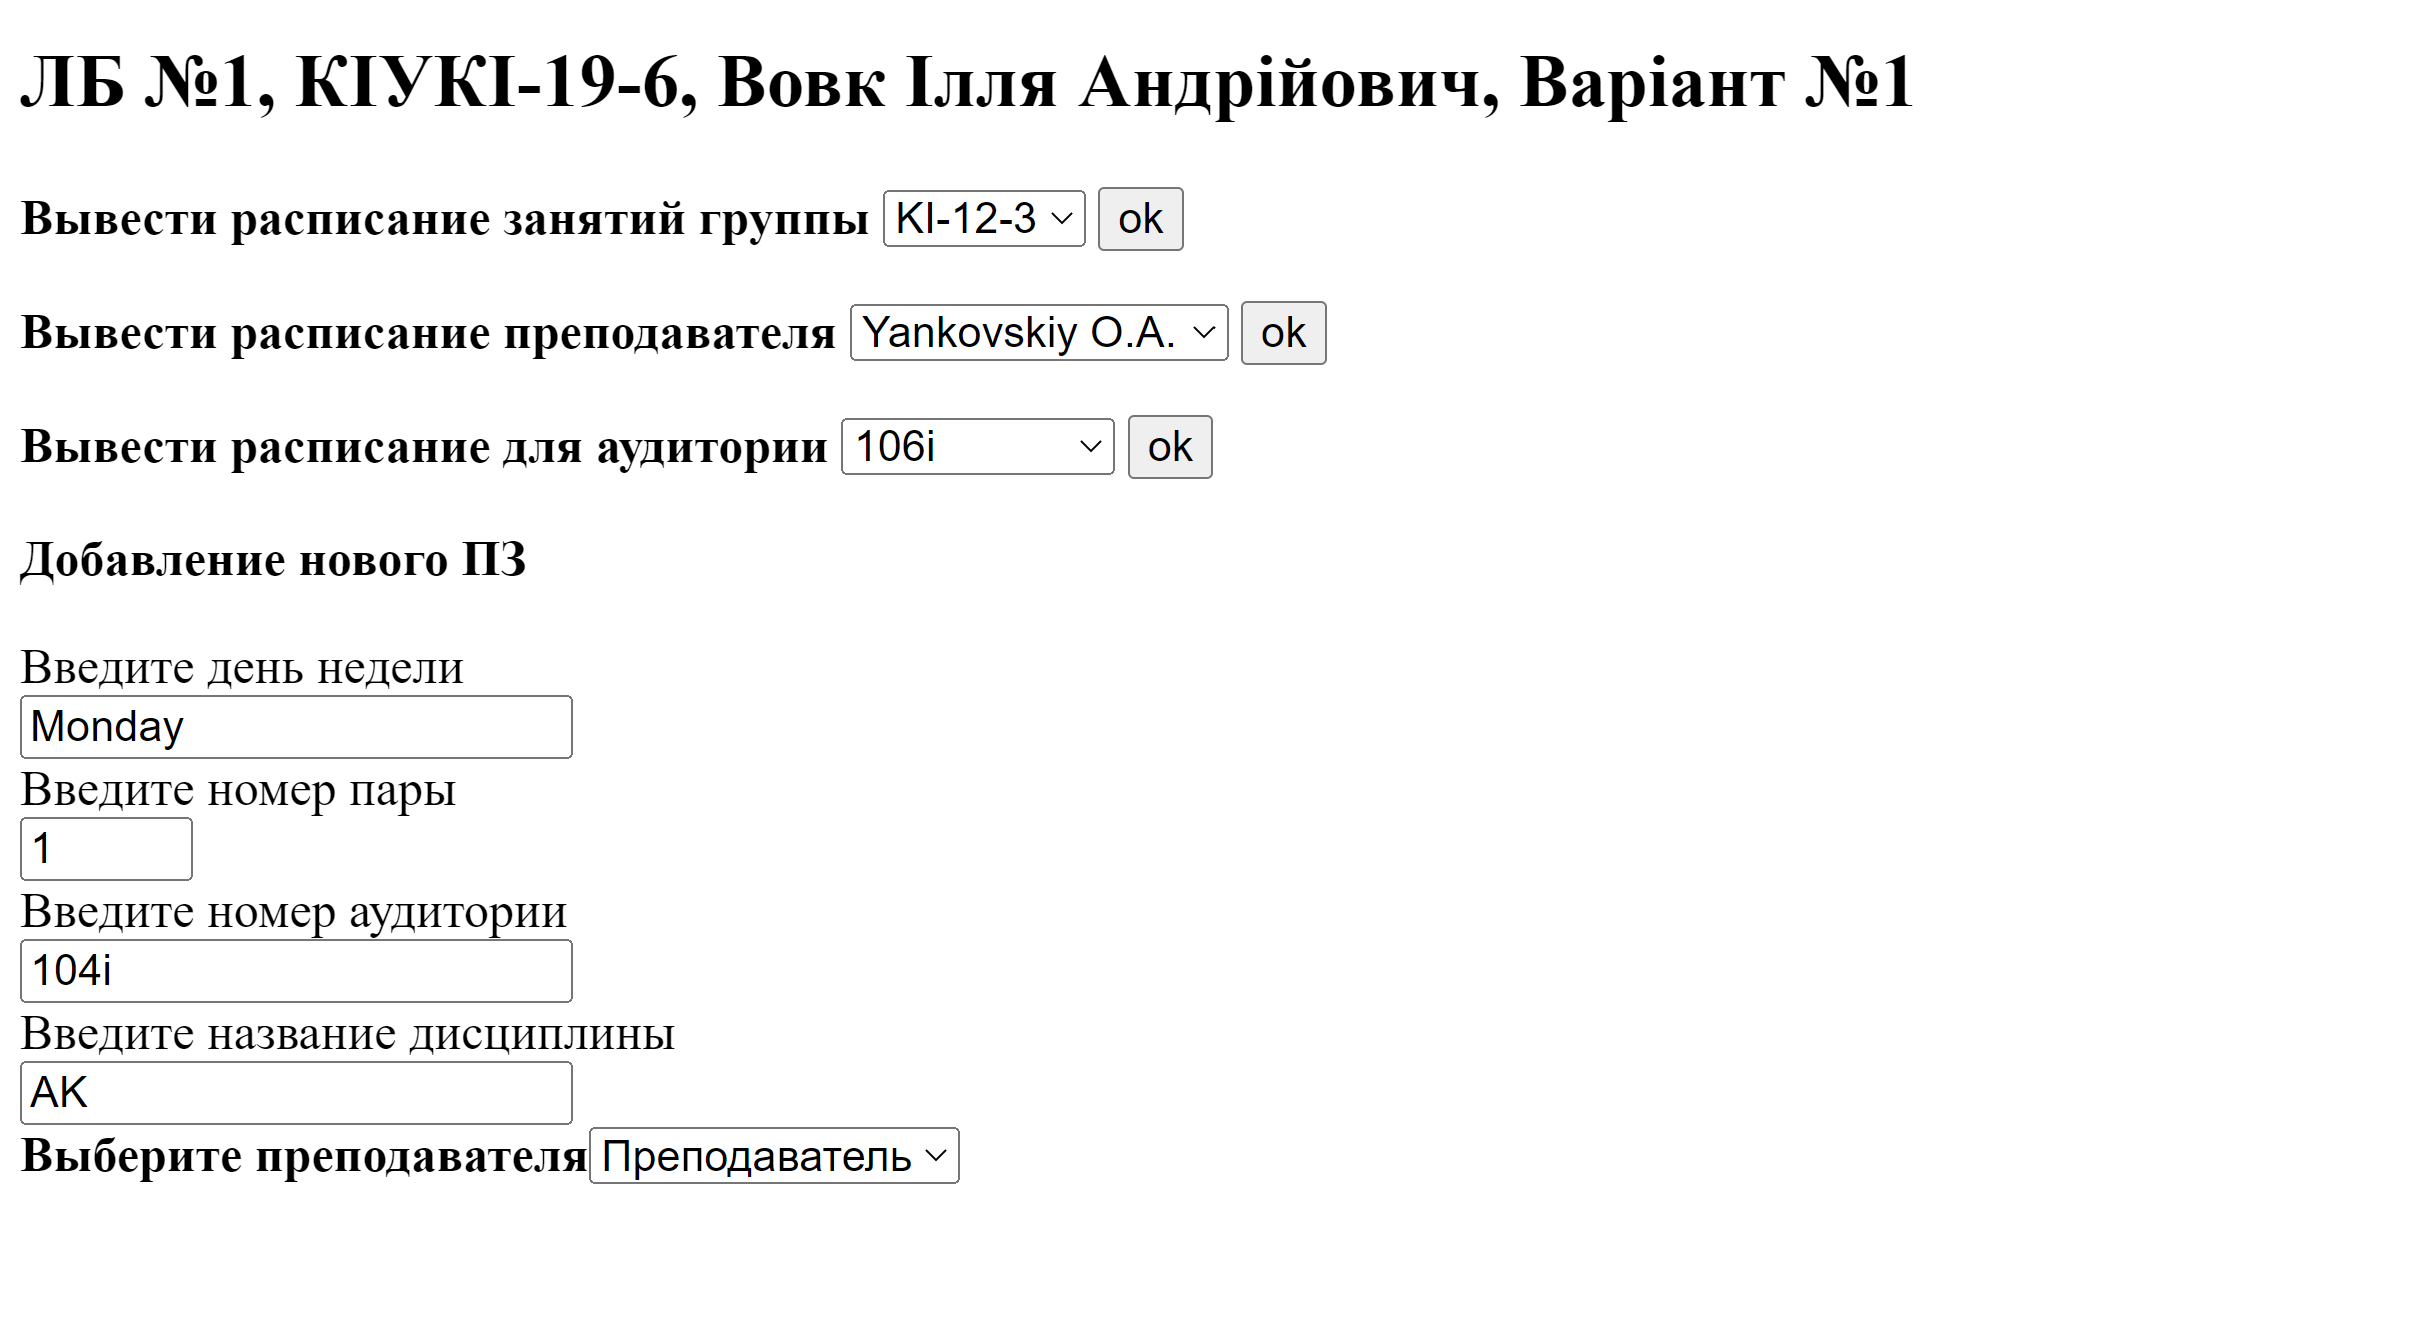 ЛБ №1, КІУКІ-19-6, Вовк Ілля Андрійович, Варіант №1
Вывести расписание занятий группы KI-12-3 ok
Вывести расписание преподавателя Yankovskiy O.A. ok
Вывести расписание для аудитории 106i ok
Добавление нового ПЗ
Введите день недели
Monday
Введите номер пары
1
Введите номер аудитории
104i
Введите название дисциплины
AK
Выберите преподавателя Преподаватель